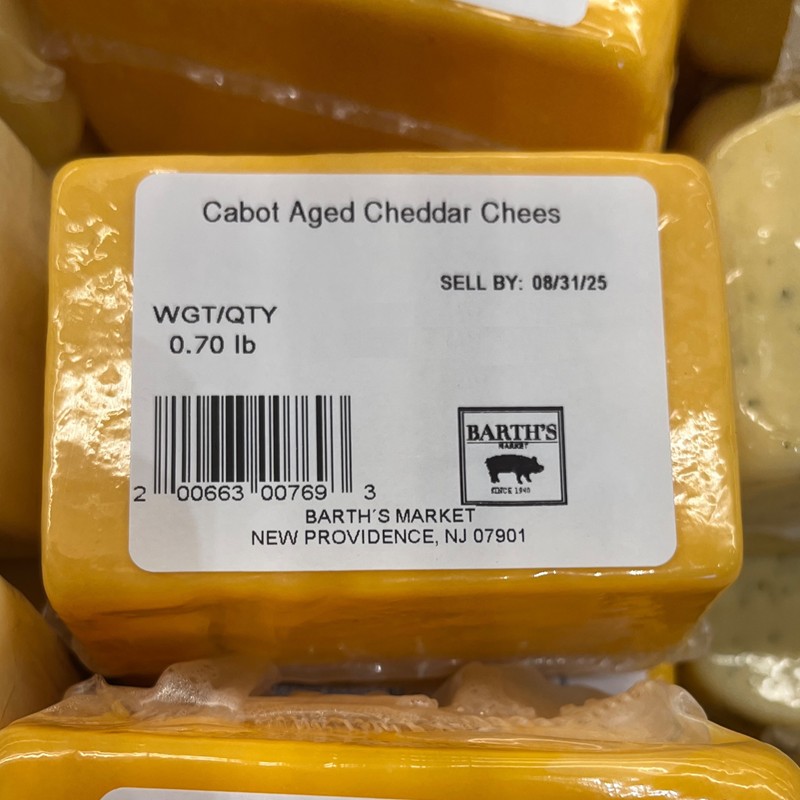 Cabot Aged Cheddar Chees
SELL BY: 08/31/25
WGT/QTY
0.70 lb
BARTH'S
MARKET
SINCE 1940
2 00663 00769 3
BARTH´S MARKET
NEW PROVIDENCE, NJ 07901